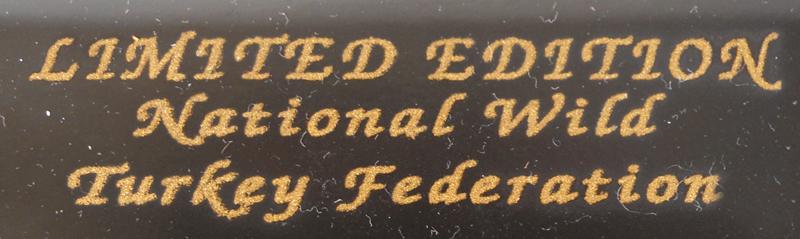 LIMITED EDITION
National Wild
Turkey Federation